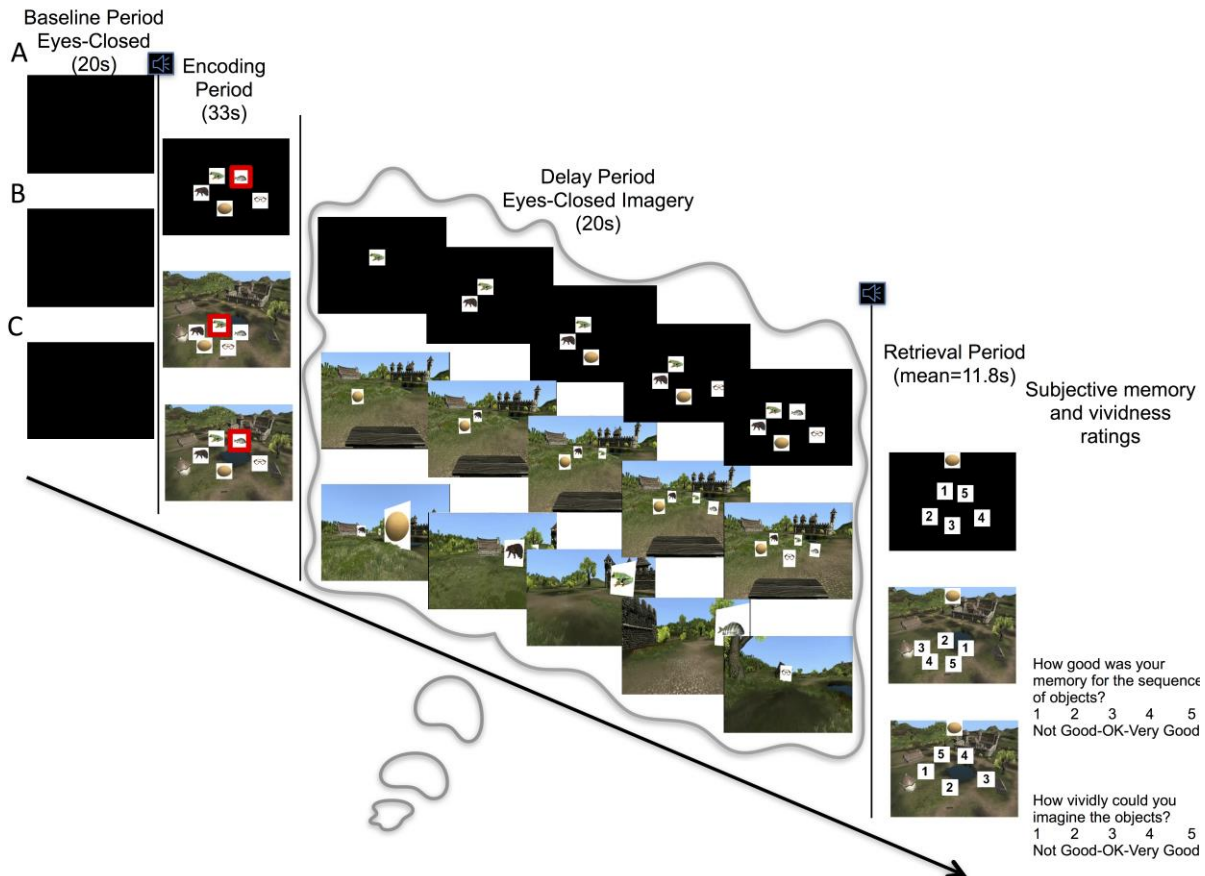 Baseline Period
Eyes-Closed
(20s)
A
B
C
Encoding
Period
(33s)
Delay Period
Eyes-Closed Imagery
(20s)
Retrieval Period
(mean=11.8s)
Subjective memory
and vividness
ratings
1 5
2 3 4
2
3 1
4 5
5 4
1 3
2
How good was your
memory for the sequence
of objects?
1 2 3 4 5
Not Good-OK-Very Good
How vividly could you
imagine the objects?
1 2 3 4 5
Not Good-OK-Very Good